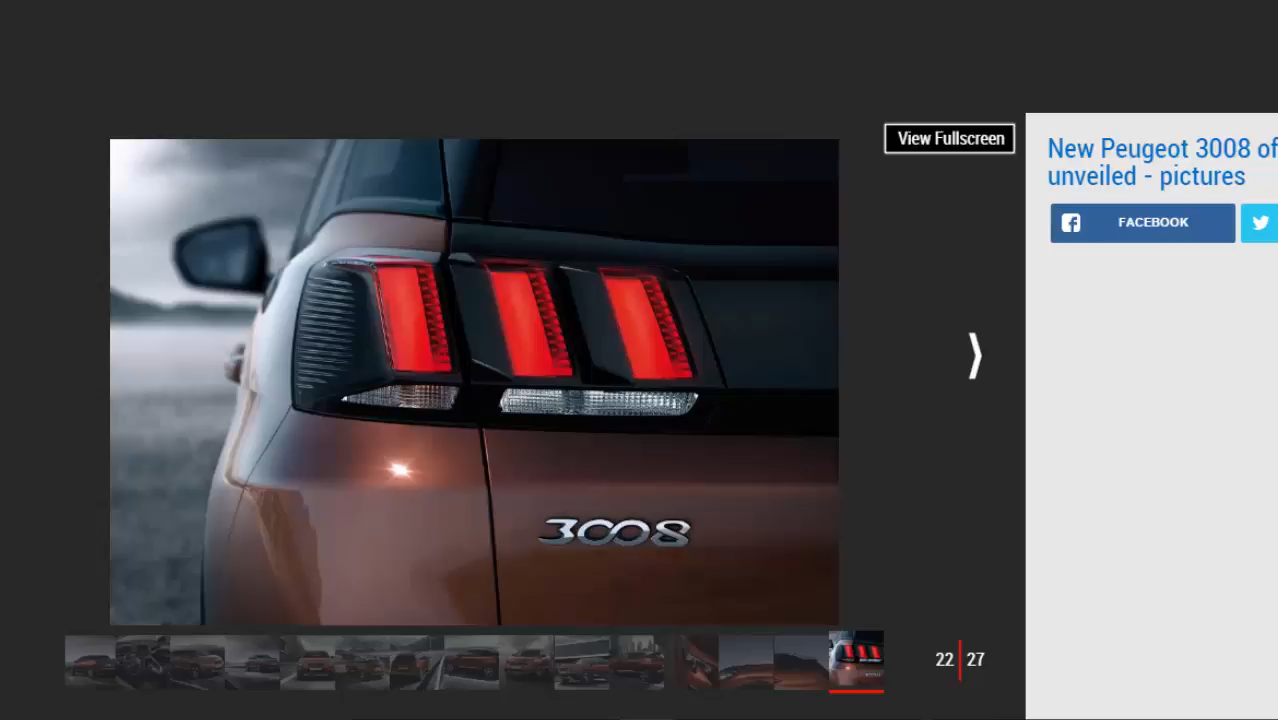 View Fullscreen
New Peugeot 3008 of
unveiled - pictures
FACEBOOK
3008
22 27